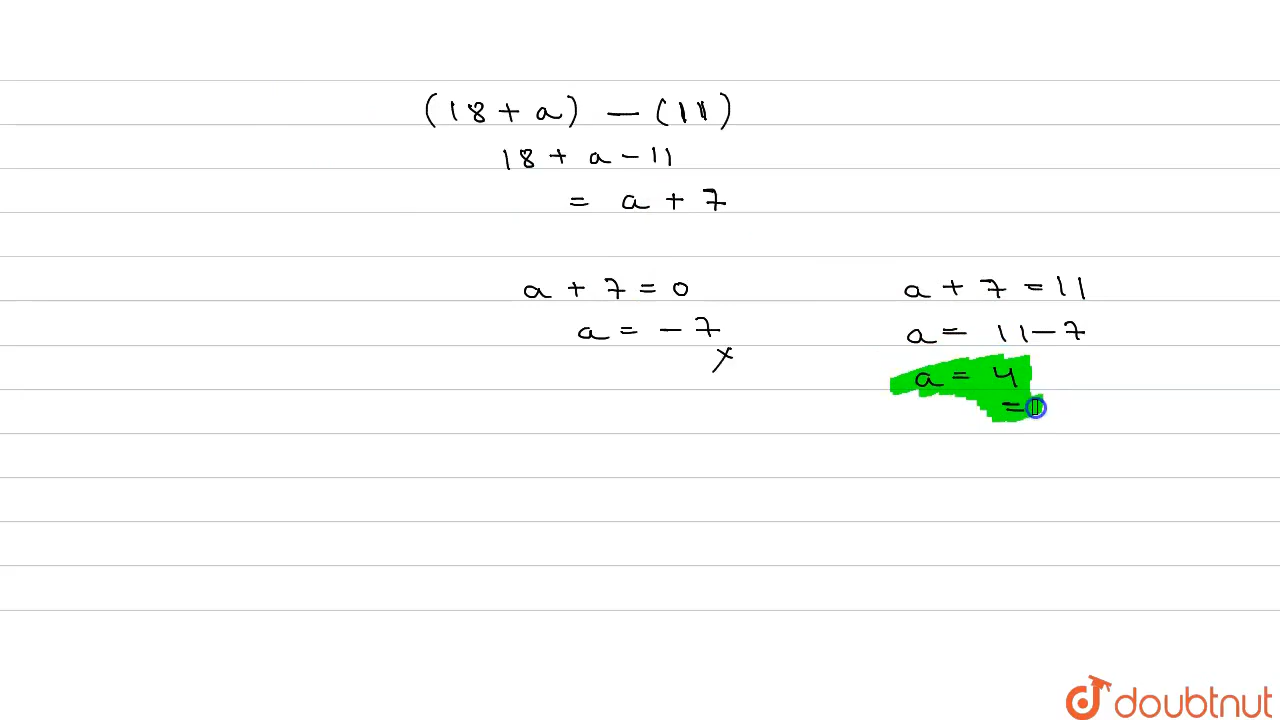 (18 + a) - (11)
18 + a - 11
= a + 7
a + 7 = 0
a = - 7
×
a + 7 = 11
a = 11 - 7
a = 4
=
doubtnut